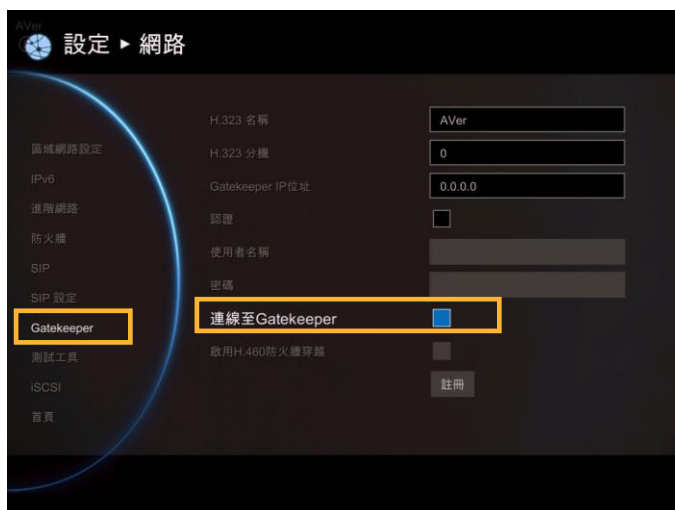 AVer
設定 ▸ 網路
區域網路設定
IPv6
進階網路
防火牆
SIP
SIP 設定
Gatekeeper
測試工具
iSCSI
首頁
H.323 名稱 AVer
H.323 分機 0
Gatekeeper IP位址 0.0.0.0
認證
使用者名稱
密碼
連線至Gatekeeper
啟用H.460防火牆穿越
註冊